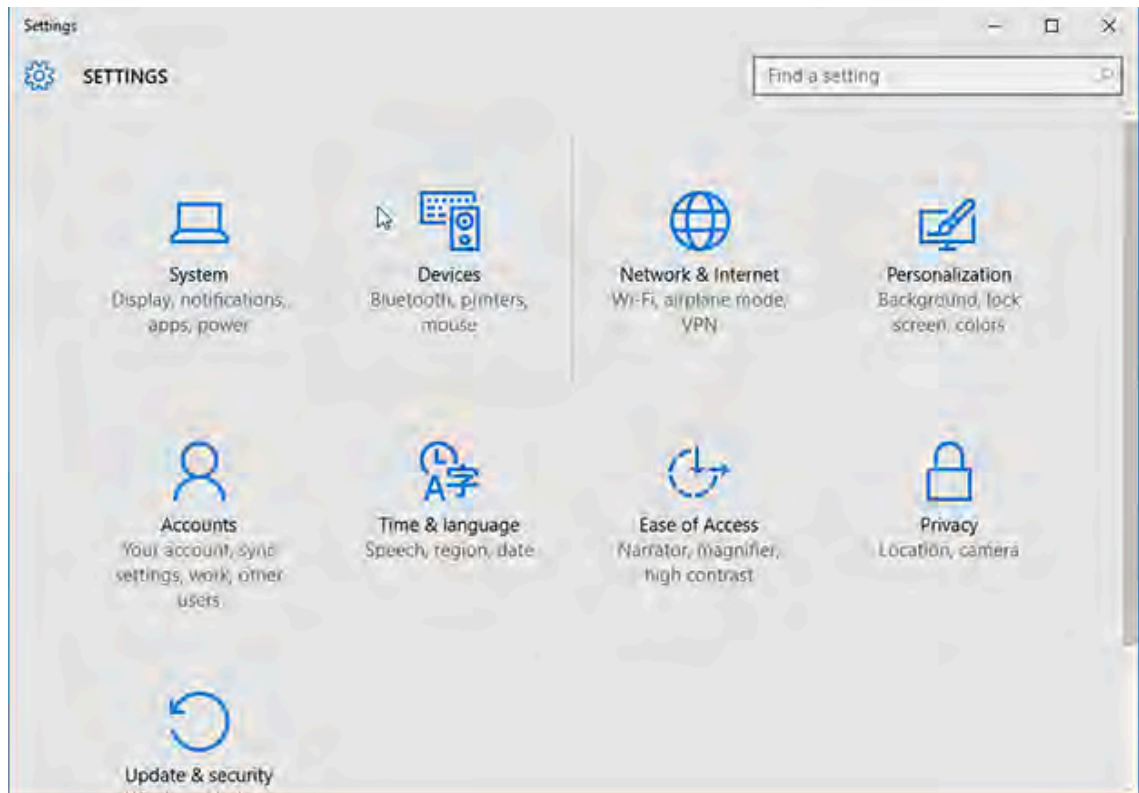 Settings
SETTINGS
Find a setting
System
Display, notifications,
apps, power
Devices
Bluetooth, printers,
mouse
Network & Internet
Wi-Fi, airplane mode,
VPN
Personalization
Background, lock
screen, colors
Accounts
Your account, sync
settings, work, other
users
A字
Time & language
Speech, region, date
Ease of Access
Narrator, magnifier,
high contrast
Privacy
Location, camera
Update & security